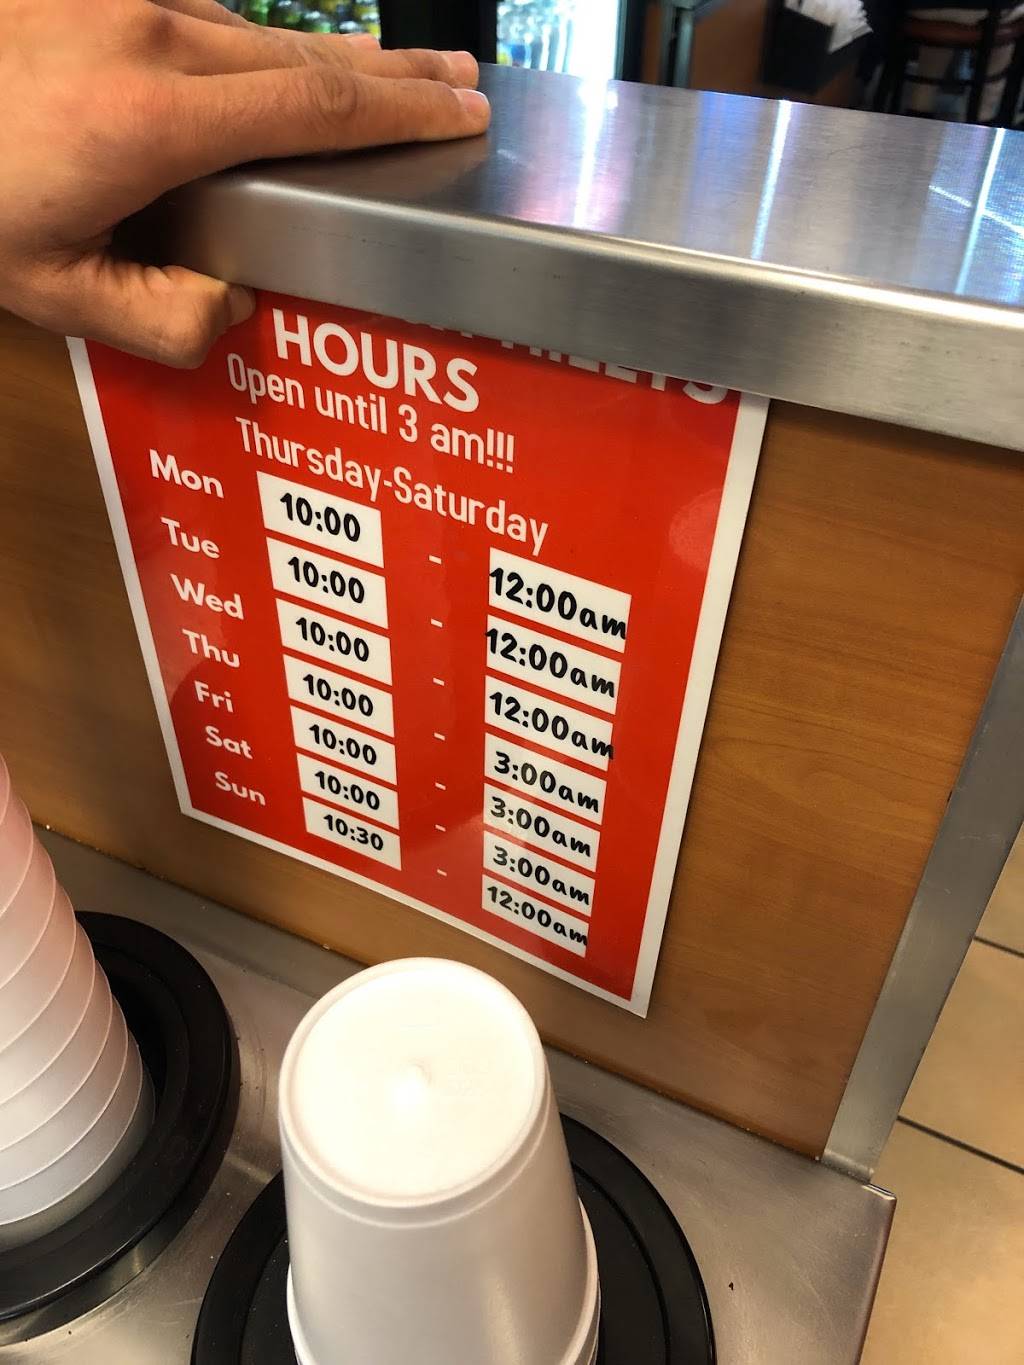 HOURS
Open until 3 am!!!
Thursday-Saturday
Mon 10:00 - 12:00am
Tue 10:00 - 12:00am
Wed 10:00 - 12:00am
Thu 10:00 - 3:00am
Fri 10:00 - 3:00am
Sat 10:00 - 3:00am
Sun 10:30 - 12:00am